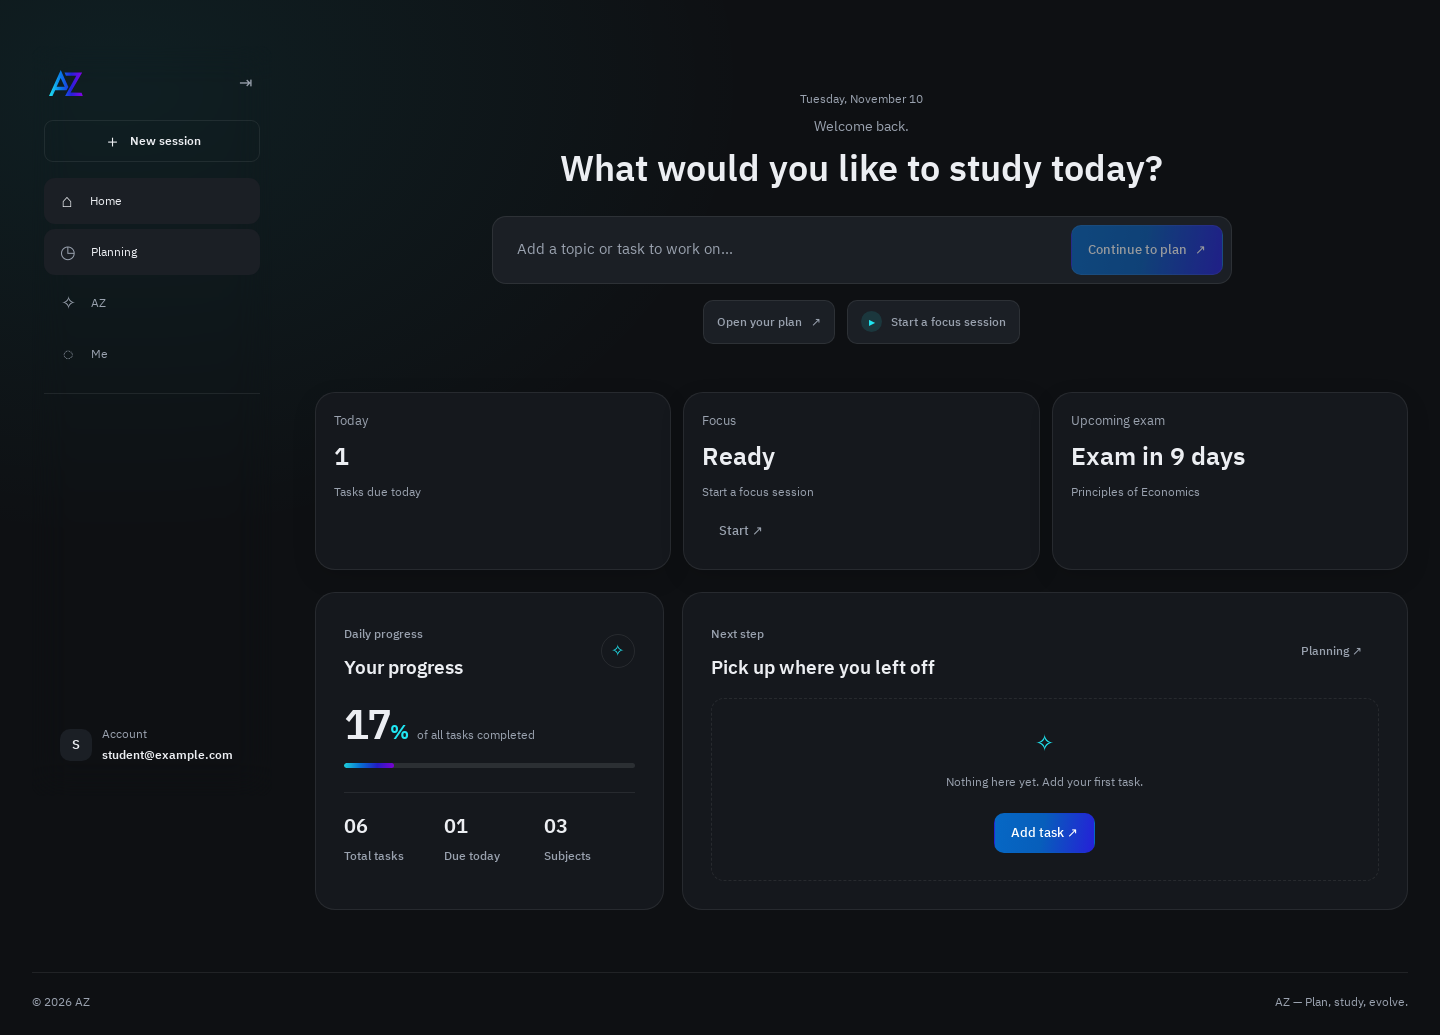 AZ
New session
Home
Planning
AZ
Me
Account
S
student@example.com
Tuesday, November 10
Welcome back.
What would you like to study today?
Add a topic or task to work on...
Continue to plan ↗
Open your plan ↗
Start a focus session
Today
1
Tasks due today
Focus
Ready
Start a focus session
Start ↗
Upcoming exam
Exam in 9 days
Principles of Economics
Daily progress
Your progress
17% of all tasks completed
06
Total tasks
01
Due today
03
Subjects
Next step
Pick up where you left off
Planning ↗
Nothing here yet. Add your first task.
Add task ↗
© 2026 AZ
AZ — Plan, study, evolve.